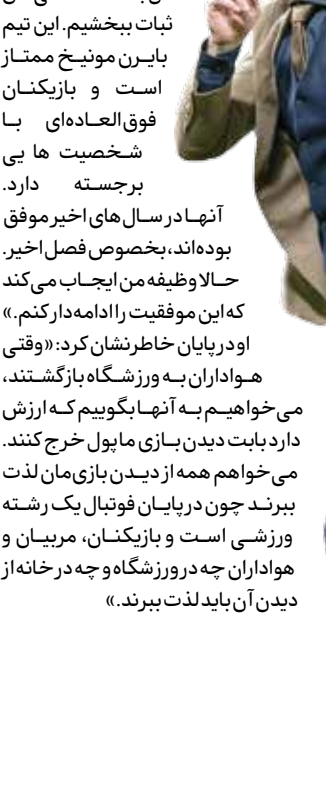 ثبات ببخشیم. این تیم
بایرن مونیخ ممتاز
است و بازیکنان
فوق‌العاده‌ای با
شخصیت هایی
برجسته دارد.
آنها در سال‌های اخیر موفق
بوده‌اند، بخصوص فصل اخیر.
حالا وظیفه من ایجاب می‌کند
که این موفقیت را ادامه‌دار کنم.»
او در پایان خاطرنشان کرد: «وقتی
هواداران به ورزشگاه بازگشتند،
می‌خواهیم به آنها بگوییم که ارزش
دارد بابت دیدن بازی ما پول خرج کنند.
می‌خواهم همه از دیدن بازی‌مان لذت
ببرند چون در پایان فوتبال یک رشته
ورزشی است و بازیکنان، مربیان و
هواداران چه در ورزشگاه و چه در خانه از
دیدن آن باید لذت ببرند.»